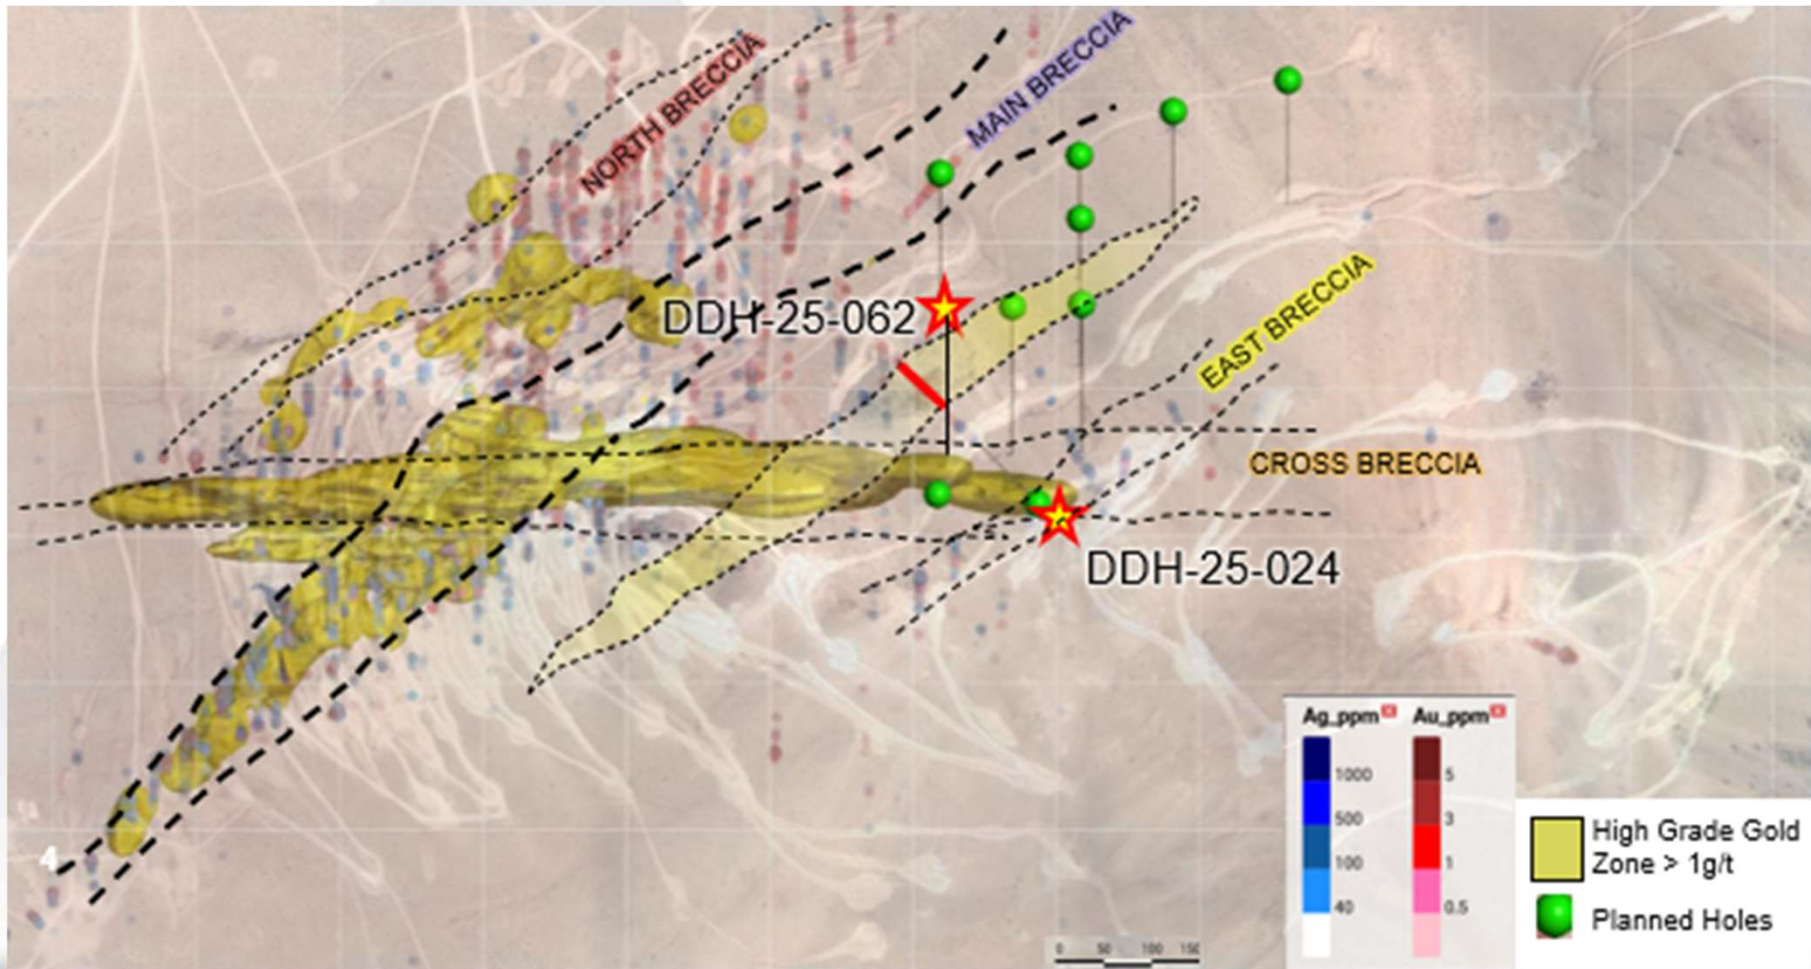 NORTH BRECCIA
MAIN BRECCIA
DDH-25-062
EAST BRECCIA
CROSS BRECCIA
DDH-25-024
4
Ag_ppm Au_ppm
1000 5
500 3
100 1
40 0.5
0 50 100 150
High Grade Gold
Zone > 1g/t
Planned Holes